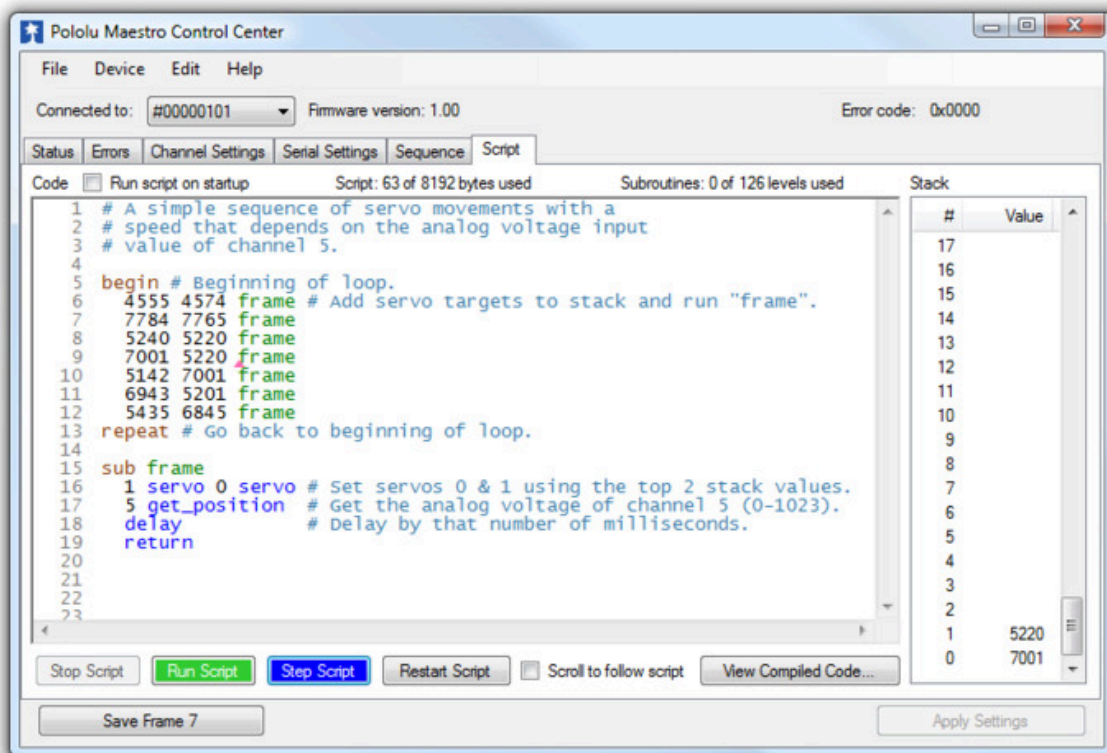 Pololu Maestro Control Center
File Device Edit Help
Connected to: #00000101 Firmware version: 1.00 Error code: 0x0000
Status Errors Channel Settings Serial Settings Sequence Script
Code Run script on startup Script: 63 of 8192 bytes used Subroutines: 0 of 126 levels used Stack
# Value
1 # A simple sequence of servo movements with a
2 # speed that depends on the analog voltage input
3 # value of channel 5.
4
5 begin # Beginning of loop.
6 4555 4574 frame # Add servo targets to stack and run "frame".
7 7784 7765 frame
8 5240 5220 frame
9 7001 5220 frame
10 5142 7001 frame
11 6943 5201 frame
12 5435 6845 frame
13 repeat # Go back to beginning of loop.
14
15 sub frame
16 1 servo 0 servo # Set servos 0 & 1 using the top 2 stack values.
17 5 get_position # Get the analog voltage of channel 5 (0-1023).
18 delay # Delay by that number of milliseconds.
19 return
20
21
22
23
17
16
15
14
13
12
11
10
9
8
7
6
5
4
3
2
1 5220
0 7001
Stop Script Run Script Step Script Restart Script Scroll to follow script View Compiled Code...
Save Frame 7 Apply Settings